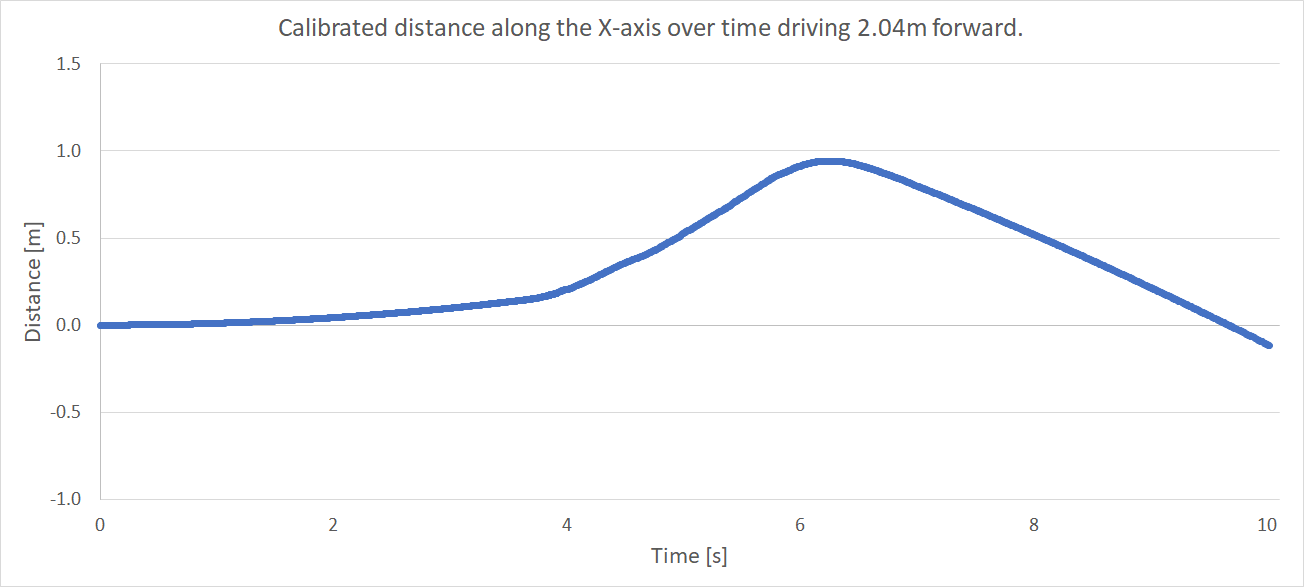 Calibrated distance along the X-axis over time driving 2.04m forward.
1.5
1.0
0.5
0.0
-0.5
-1.0
Distance [m]
0 2 4 6 8 10
Time [s]